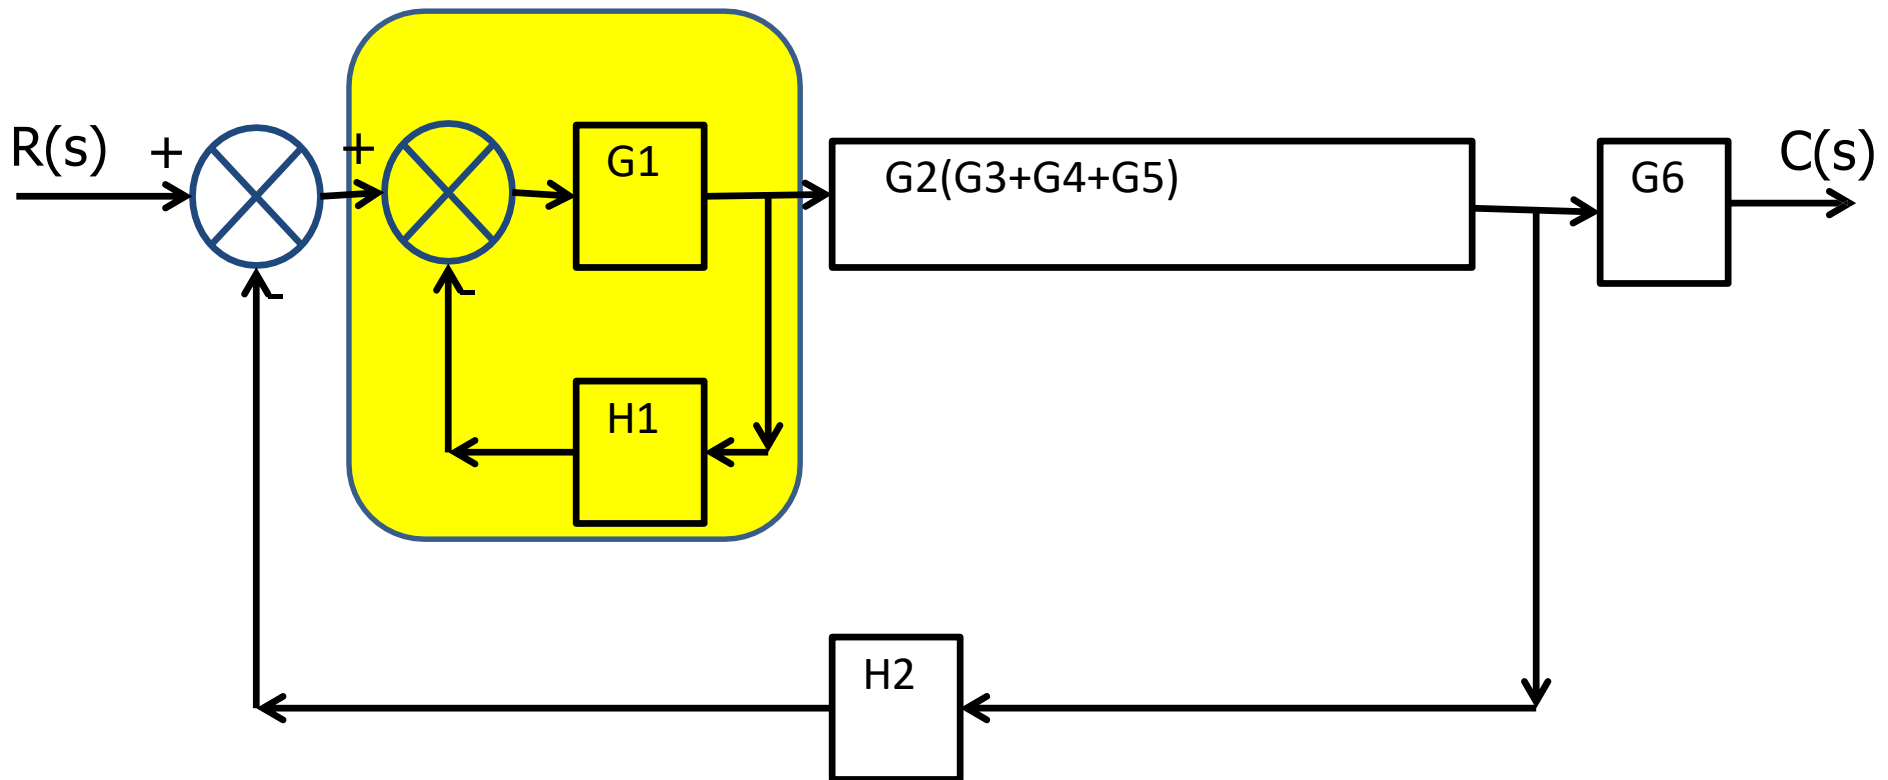 R(s)
+
+
G1
G2(G3+G4+G5)
G6
C(s)
-
-
H1
H2